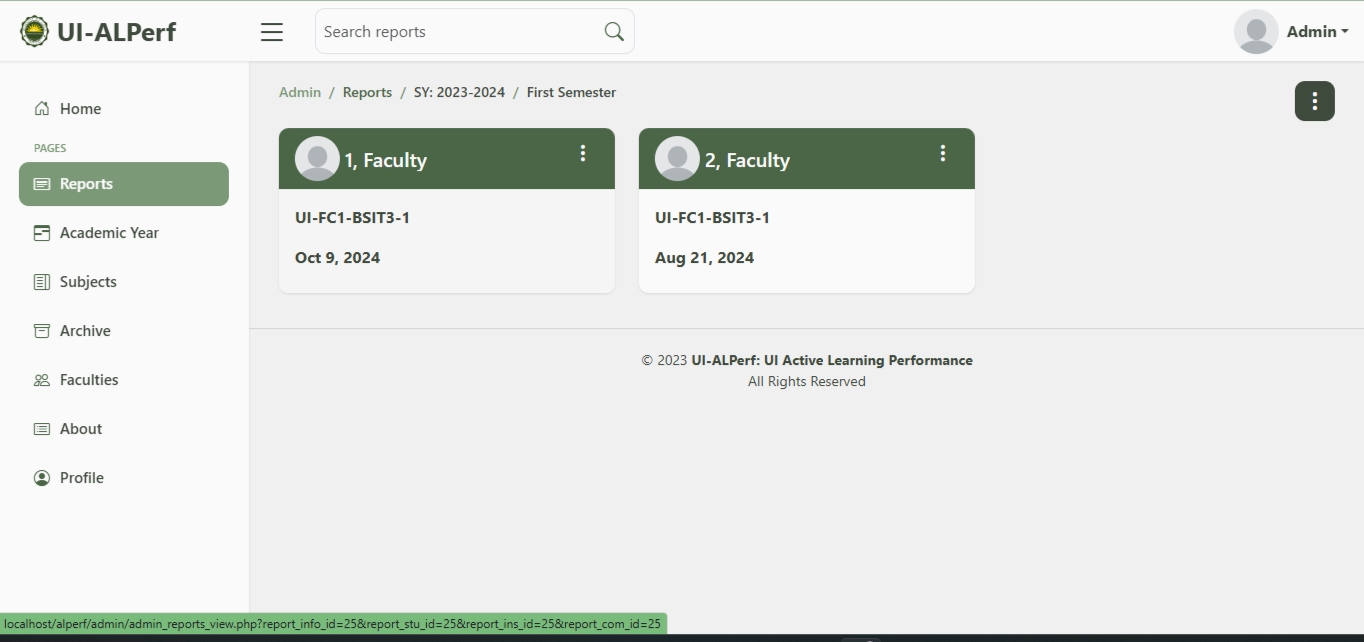 UI-ALPerf
Search reports
Admin
Home
PAGES
Reports
Academic Year
Subjects
Archive
Faculties
About
Profile
Admin / Reports / SY: 2023-2024 / First Semester
1, Faculty
UI-FC1-BSIT3-1
Oct 9, 2024
2, Faculty
UI-FC1-BSIT3-1
Aug 21, 2024
© 2023 UI-ALPerf: UI Active Learning Performance
All Rights Reserved
localhost/alperf/admin/admin_reports_view.php?report_info_id=25&report_stu_id=25&report_ins_id=25&report_com_id=25